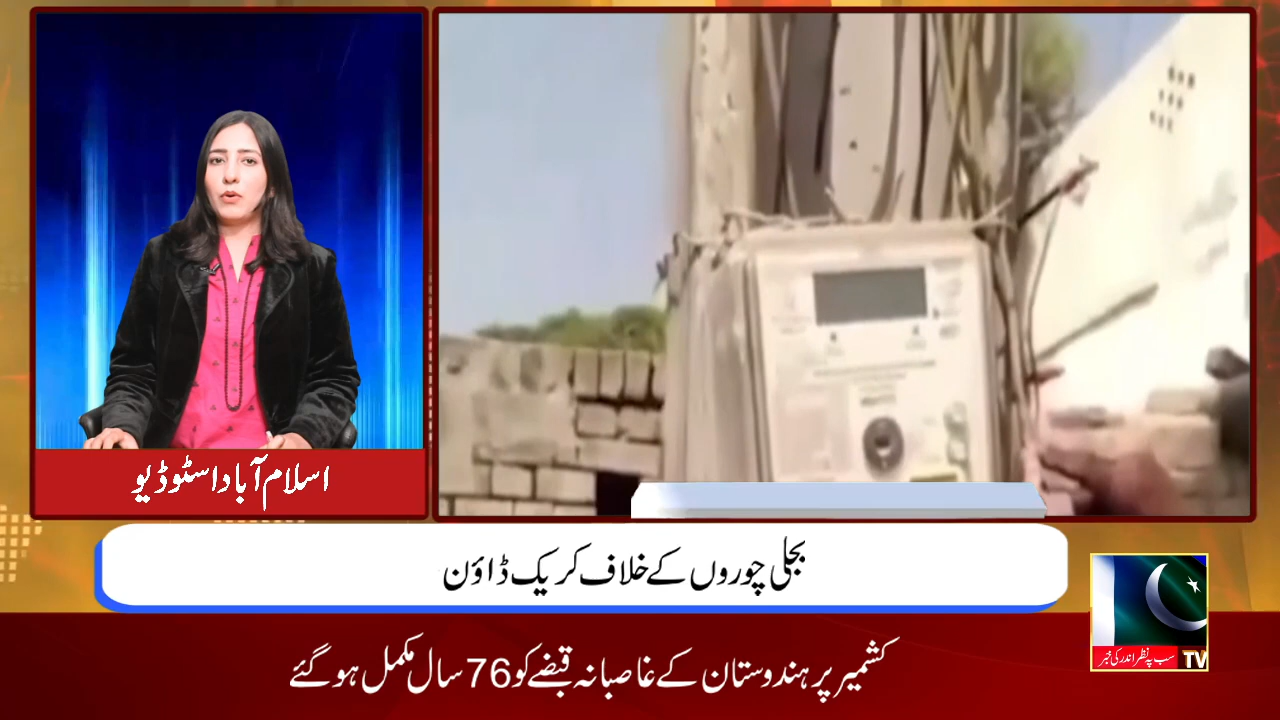 اسلام آباد اسٹوڈیو
بجلی چوروں کے خلاف کریک ڈاؤن
کشمیر پر ہندوستان کے غاصبانہ قبضے کو 76 سال مکمل ہو گئے
سب پہ نظر اندر کی خبر TV